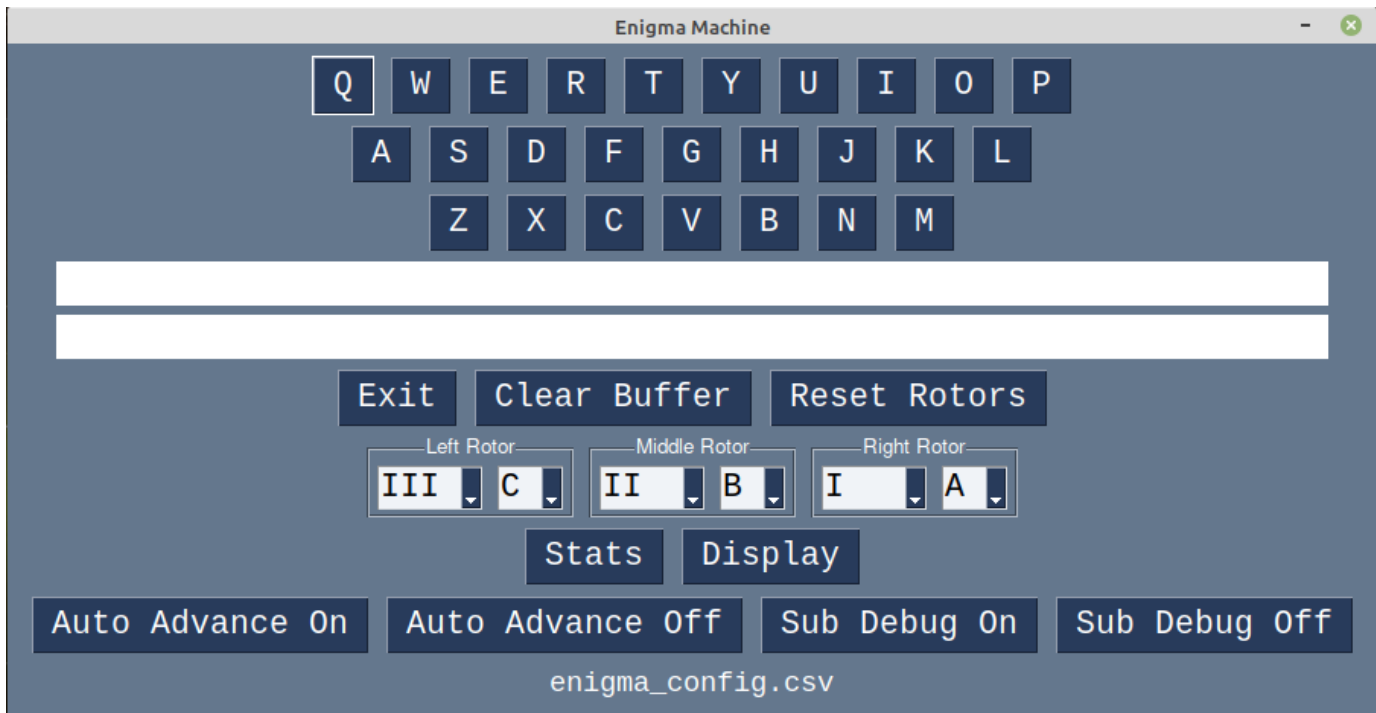 Enigma Machine
Q W E R T Y U I O P
A S D F G H J K L
Z X C V B N M
Exit Clear Buffer Reset Rotors
Left Rotor Middle Rotor Right Rotor
III C II B I A
Stats Display
Auto Advance On Auto Advance Off Sub Debug On Sub Debug Off
enigma_config.csv